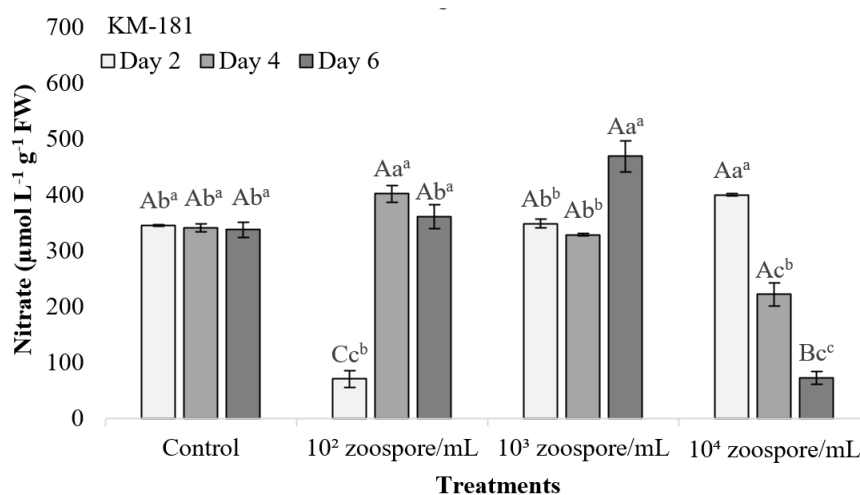 KM-181
Day 2 Day 4 Day 6
Nitrate (µmol L⁻¹ g⁻¹ FW)
700
600
500
400
300
200
100
0
Abᵃ Abᵃ Abᵃ
Ccᵇ Aaᵃ Abᵃ
Abᵇ Abᵇ Aaᵃ
Aaᵃ Acᵇ Bcᶜ
Control 10² zoospore/mL 10³ zoospore/mL 10⁴ zoospore/mL
Treatments